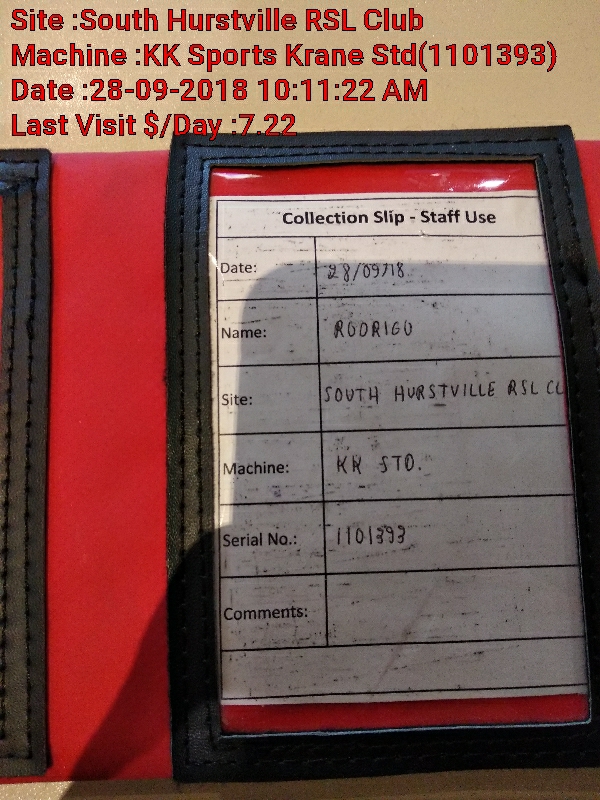 Site :South Hurstville RSL Club
Machine :KK Sports Krane Std(1101393)
Date :28-09-2018 10:11:22 AM
Last Visit $/Day :7.22
Collection Slip - Staff Use
Date: 28/09/18
Name: RODRIGO
Site: SOUTH HURSTVILLE RSL CL
Machine: KK STD.
Serial No.: 1101393
Comments: